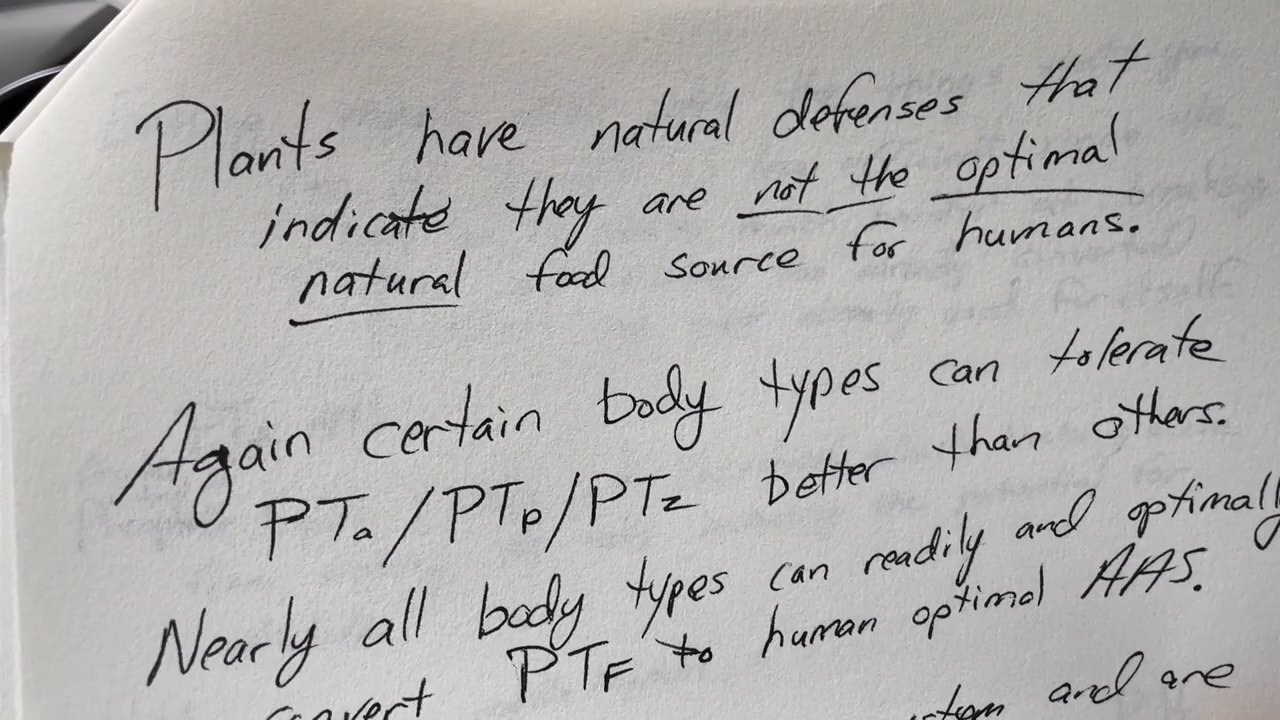 Plants have natural defenses that
indicate they are not the optimal
natural food source for humans.
Again certain body types can tolerate
PTa/PTp/PTz better than others.
Nearly all body types can readily and optimally
convert PTF to human optimal AAS.
and are